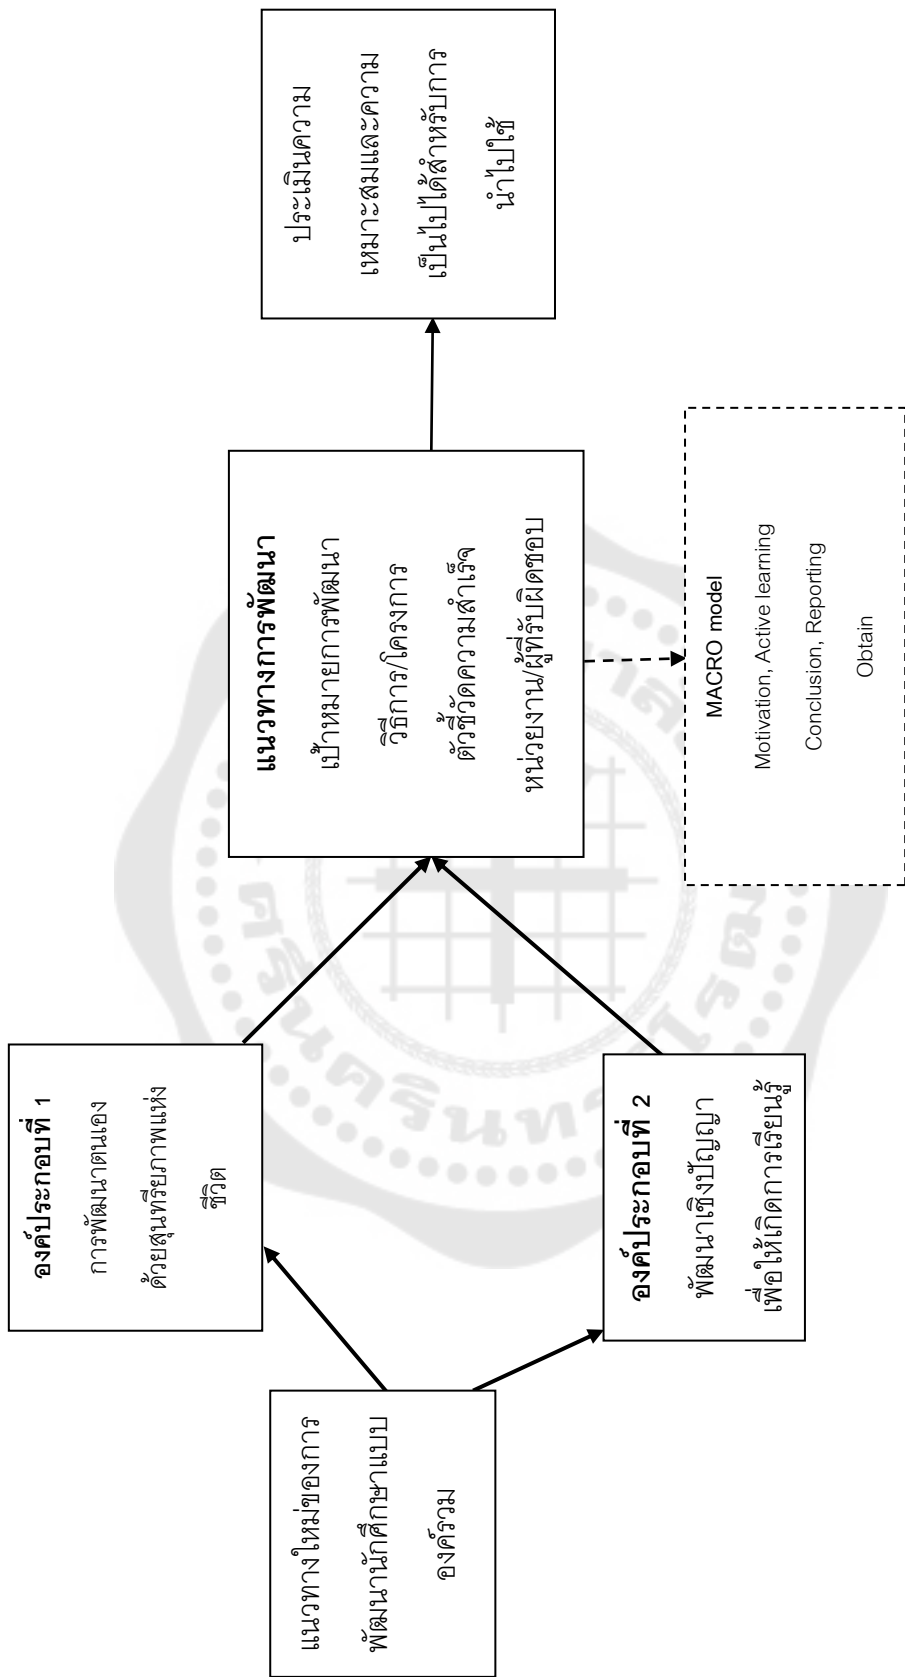 แนวทางใหม่ของการ
พัฒนานักศึกษาแบบ
องค์รวม
องค์ประกอบที่ 1
การพัฒนาตนเอง
ด้วยสุนทรียภาพแห่ง
ชีวิต
องค์ประกอบที่ 2
พัฒนาเชิงปัญญา
เพื่อให้เกิดการเรียนรู้
แนวทางการพัฒนา
เป้าหมายการพัฒนา
วิธีการ/โครงการ
ตัวชี้วัดความสำเร็จ
หน่วยงาน/ผู้ที่รับผิดชอบ
MACRO model
Motivation, Active learning
Conclusion, Reporting
Obtain
ประเมินความ
เหมาะสมและความ
เป็นไปได้สำหรับการ
นำไปใช้